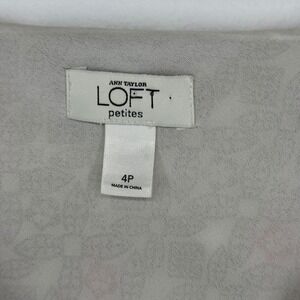 ANN TAYLOR
LOFT
petites
4P
MADE IN CHINA